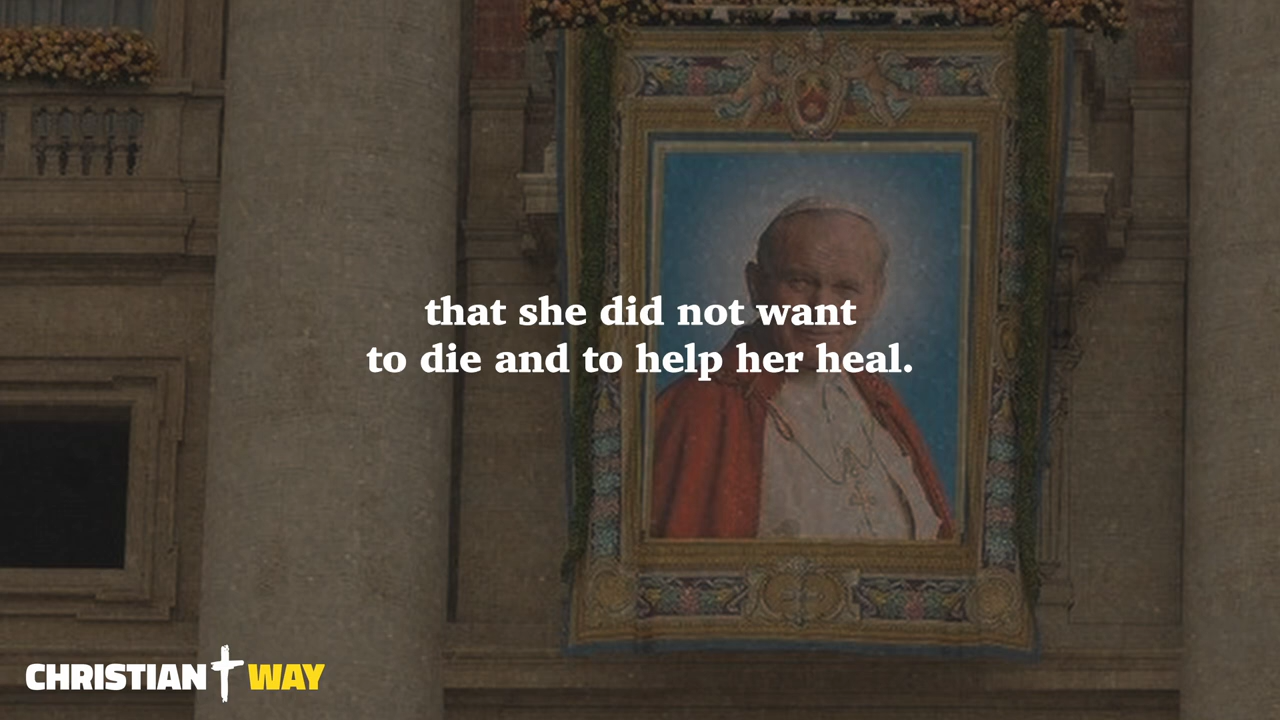 that she did not want
to die and to help her heal.
CHRISTIAN WAY